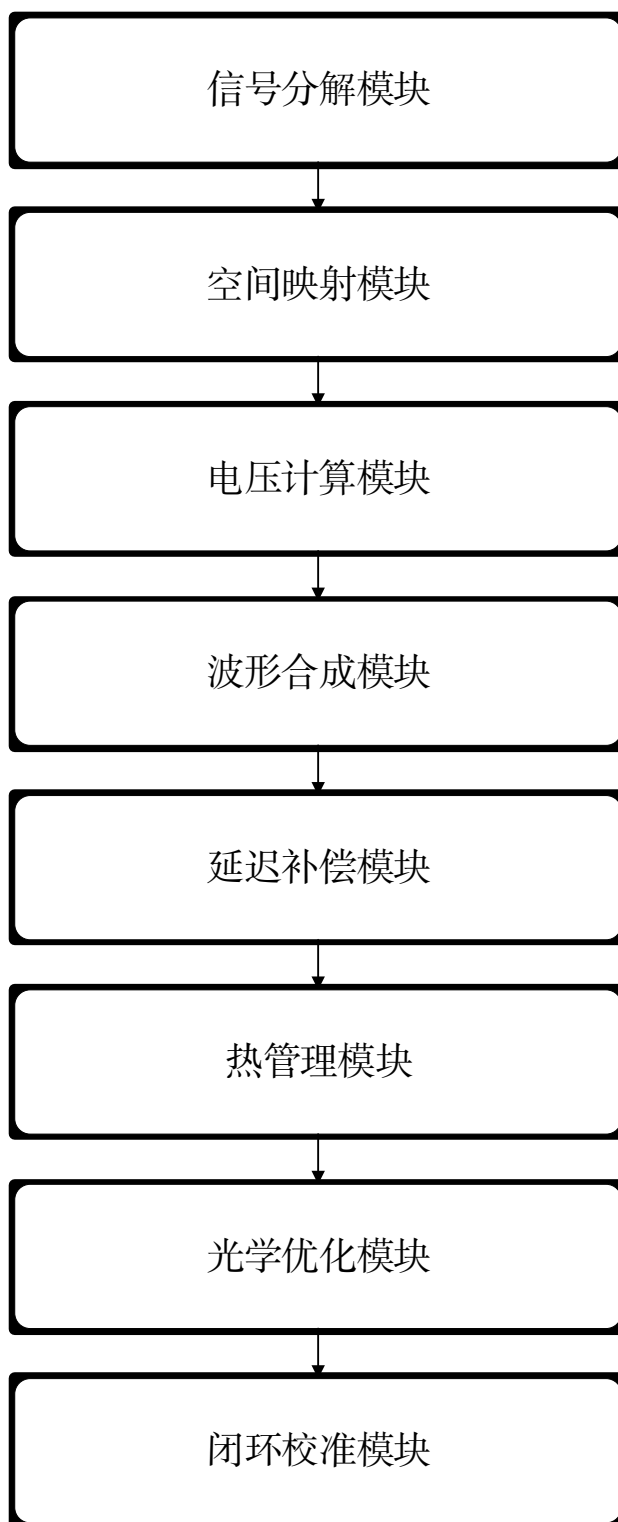 信号分解模块
空间映射模块
电压计算模块
波形合成模块
延迟补偿模块
热管理模块
光学优化模块
闭环校准模块